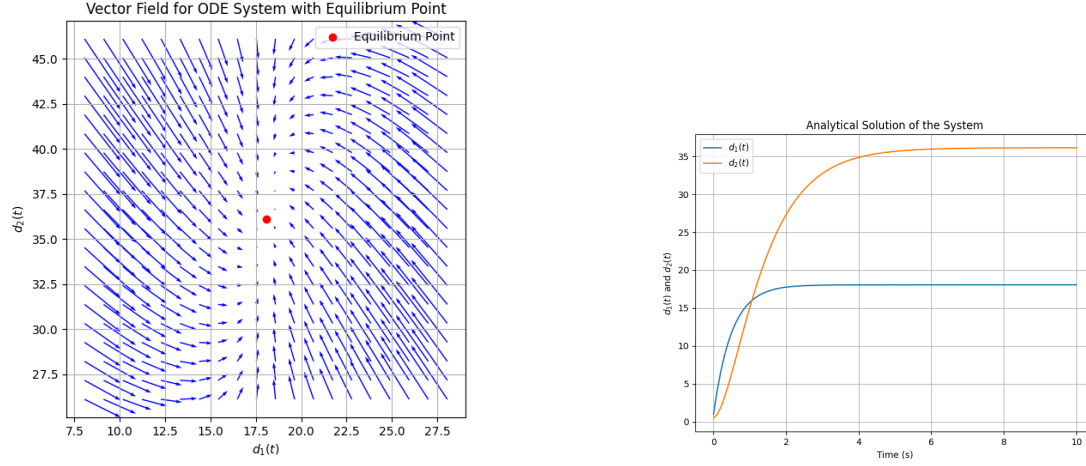 Vector Field for ODE System with Equilibrium Point
Equilibrium Point
45.0
42.5
40.0
37.5
35.0
32.5
30.0
27.5
d₂(t)
7.5 10.0 12.5 15.0 17.5 20.0 22.5 25.0 27.5
d₁(t)
Analytical Solution of the System
d₁(t)
d₂(t)
35
30
25
20
15
10
5
0
d₁(t) and d₂(t)
0 2 4 6 8 10
Time (s)